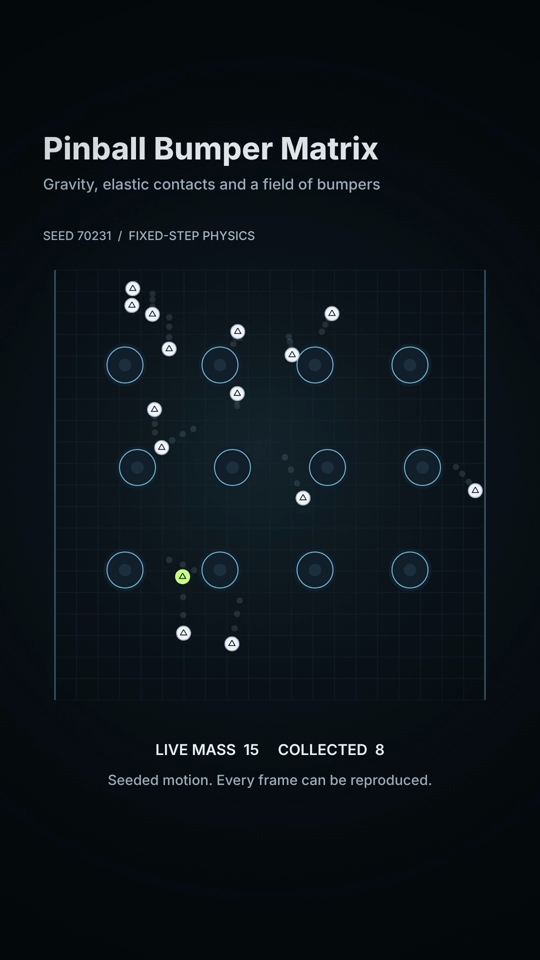 Pinball Bumper Matrix
Gravity, elastic contacts and a field of bumpers
SEED 70231 / FIXED-STEP PHYSICS
LIVE MASS 15 COLLECTED 8
Seeded motion. Every frame can be reproduced.